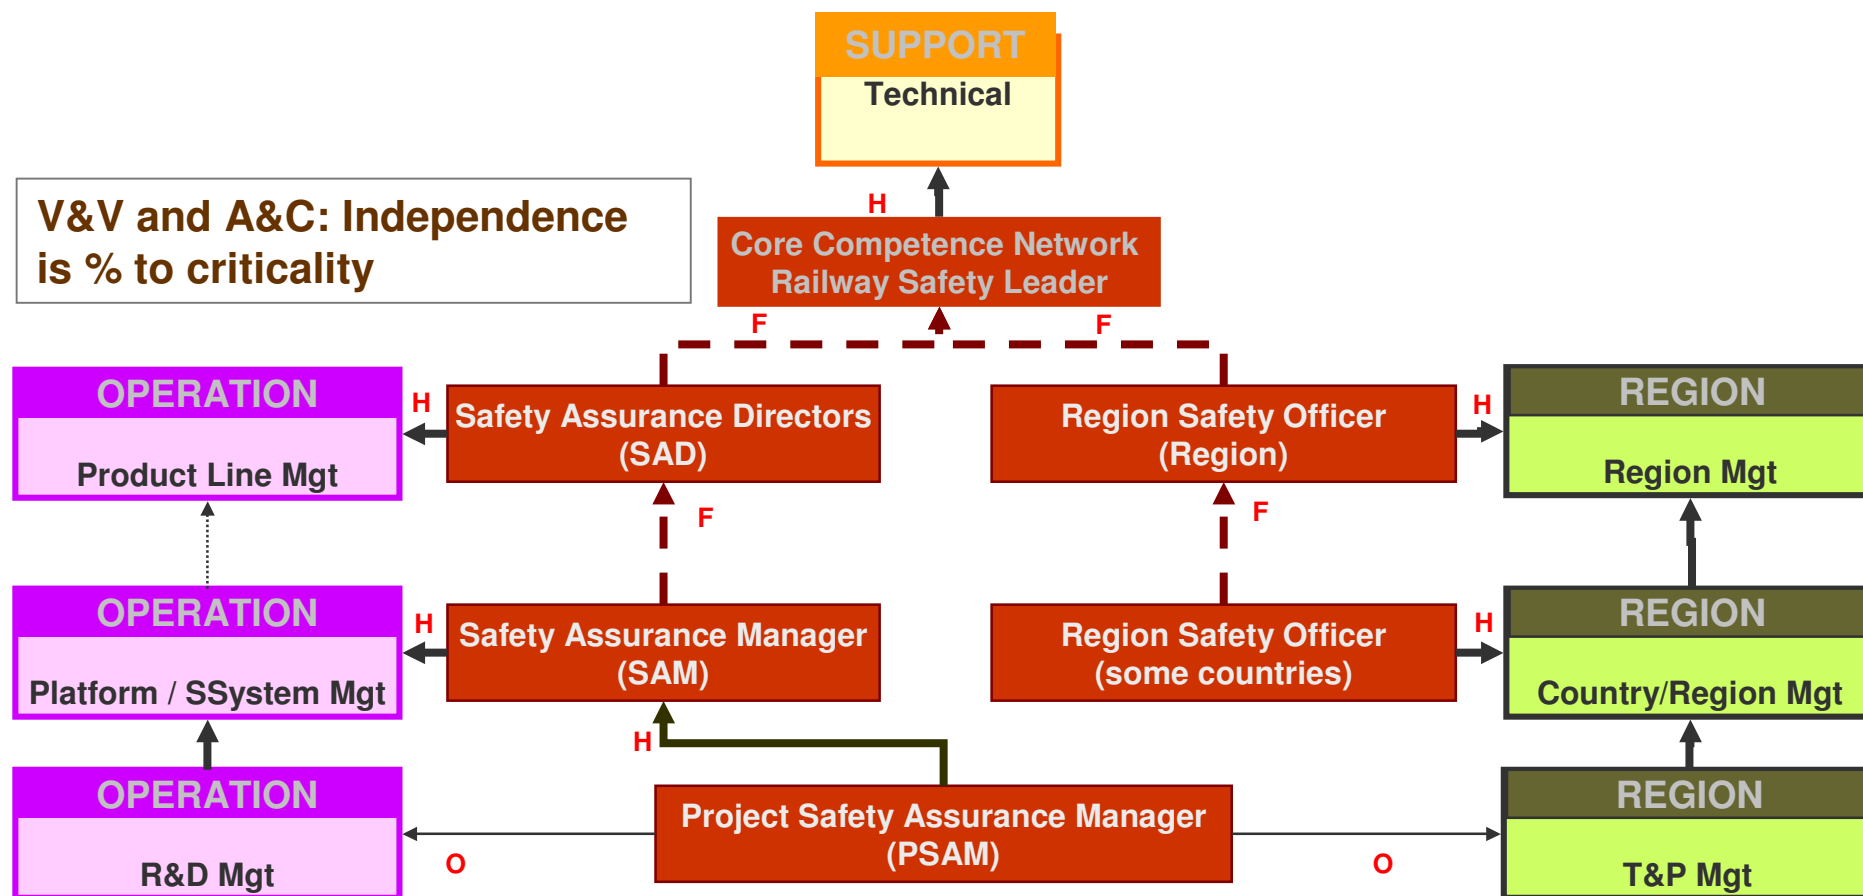 SUPPORT
Technical
V&V and A&C: Independence
is % to criticality
H
Core Competence Network
Railway Safety Leader
F
F
OPERATION
Product Line Mgt
H
Safety Assurance Directors
(SAD)
Region Safety Officer
(Region)
H
REGION
Region Mgt
F
F
OPERATION
Platform / SSystem Mgt
H
Safety Assurance Manager
(SAM)
Region Safety Officer
(some countries)
H
REGION
Country/Region Mgt
H
OPERATION
R&D Mgt
O
Project Safety Assurance Manager
(PSAM)
O
REGION
T&P Mgt